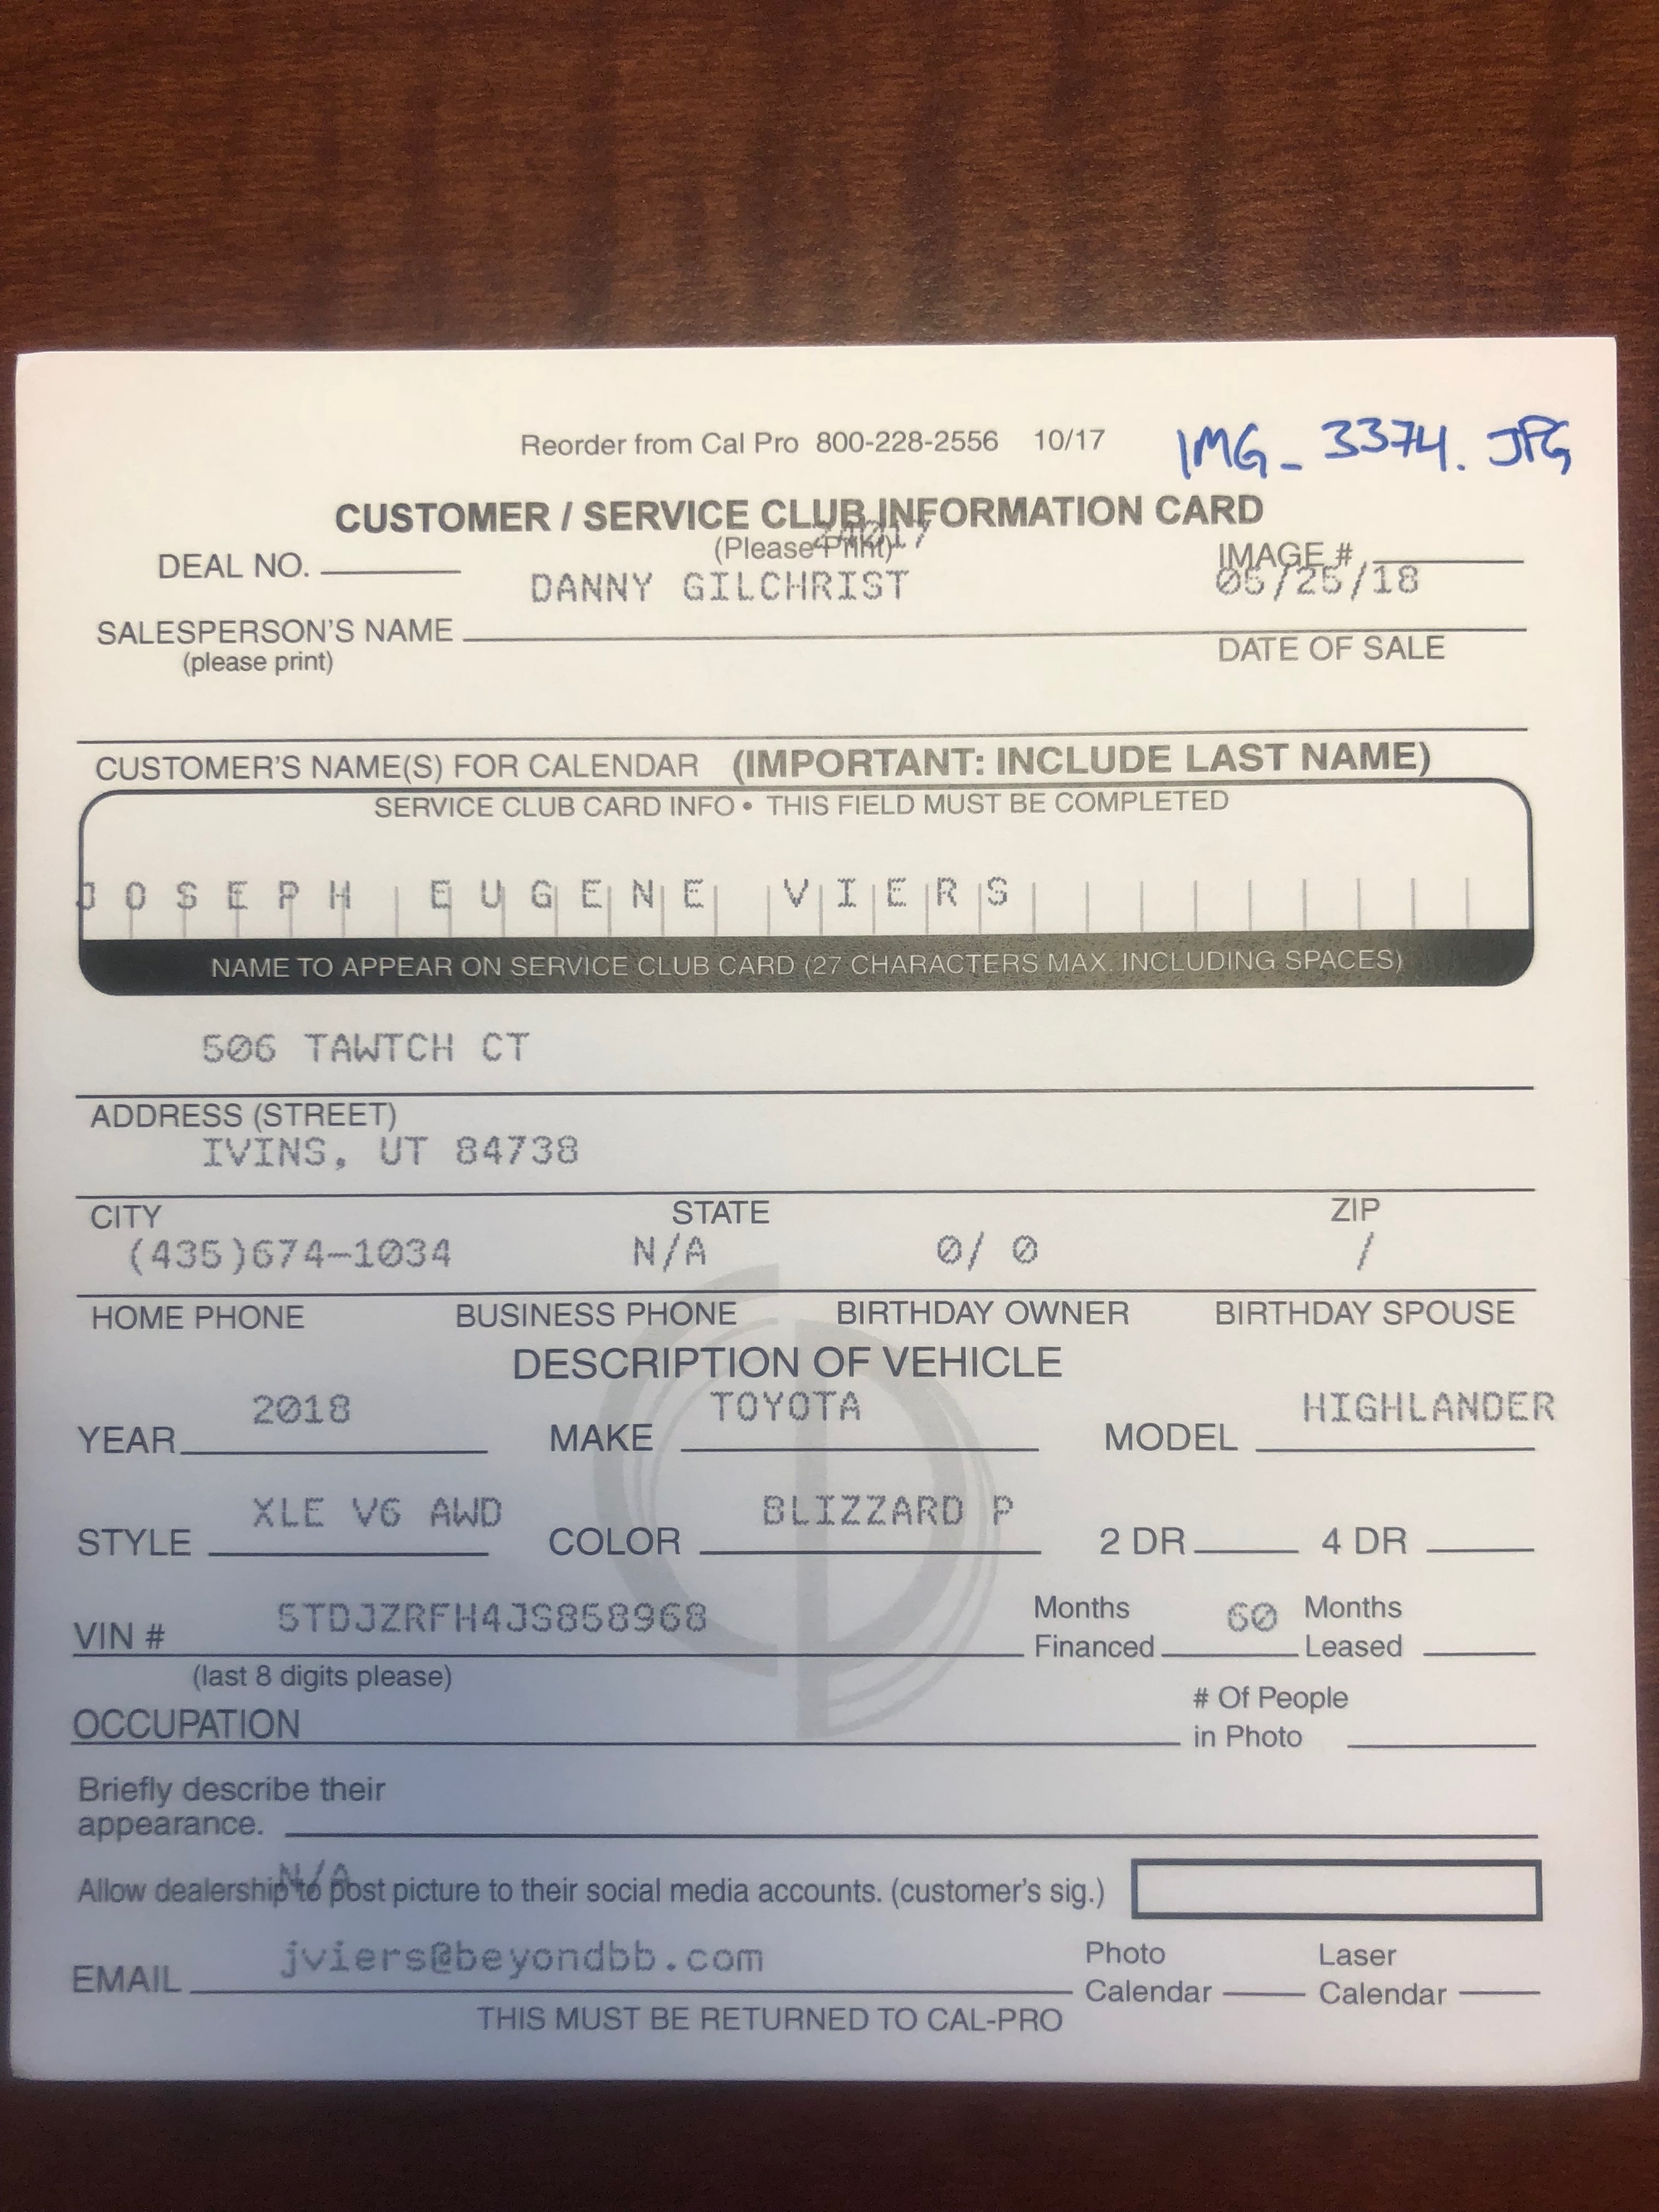 Reorder from Cal Pro 800-228-2556 10/17 IMG_3374.JPG
CUSTOMER / SERVICE CLUB INFORMATION CARD
(Please Print)
DEAL NO. IMAGE #
DANNY GILCHRIST 05/25/18
SALESPERSON'S NAME
(please print) DATE OF SALE
CUSTOMER'S NAME(S) FOR CALENDAR (IMPORTANT: INCLUDE LAST NAME)
SERVICE CLUB CARD INFO • THIS FIELD MUST BE COMPLETED
JOSEPH EUGENE VIERS
NAME TO APPEAR ON SERVICE CLUB CARD (27 CHARACTERS MAX. INCLUDING SPACES)
506 TAWTCH CT
ADDRESS (STREET)
IVINS, UT 84738
CITY STATE ZIP
(435)674-1034 N/A 0/ 0 /
HOME PHONE BUSINESS PHONE BIRTHDAY OWNER BIRTHDAY SPOUSE
DESCRIPTION OF VEHICLE
2018 TOYOTA HIGHLANDER
YEAR MAKE MODEL
XLE V6 AWD BLIZZARD P
STYLE COLOR 2 DR 4 DR
5TDJZRFH4JS858968 Months 60 Months
VIN # Financed Leased
(last 8 digits please)
# Of People
OCCUPATION in Photo
Briefly describe their
appearance.
N/A
Allow dealership to post picture to their social media accounts. (customer's sig.)
jviers@beyondbb.com Photo Laser
EMAIL Calendar Calendar
THIS MUST BE RETURNED TO CAL-PRO